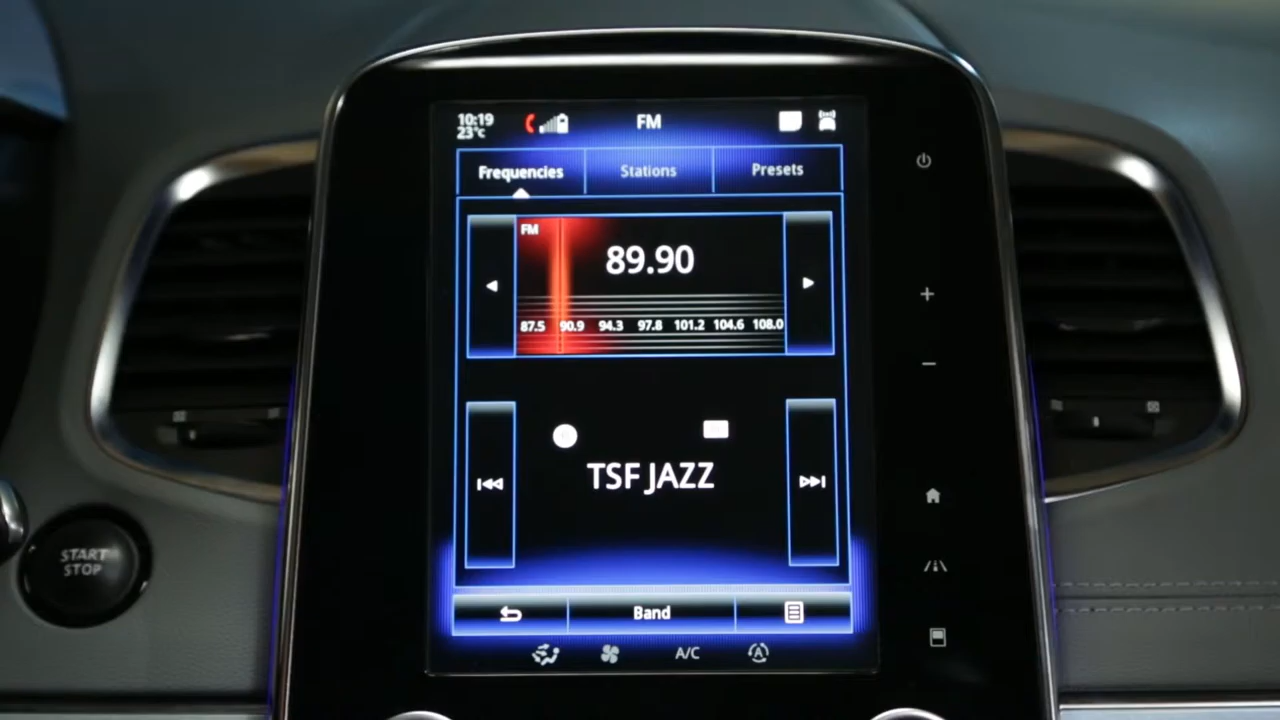 10:19
23°c
FM
Frequencies
Stations
Presets
FM
89.90
87.5 90.9 94.3 97.8 101.2 104.6 108.0
TSF JAZZ
START
STOP
Band
A/C
A